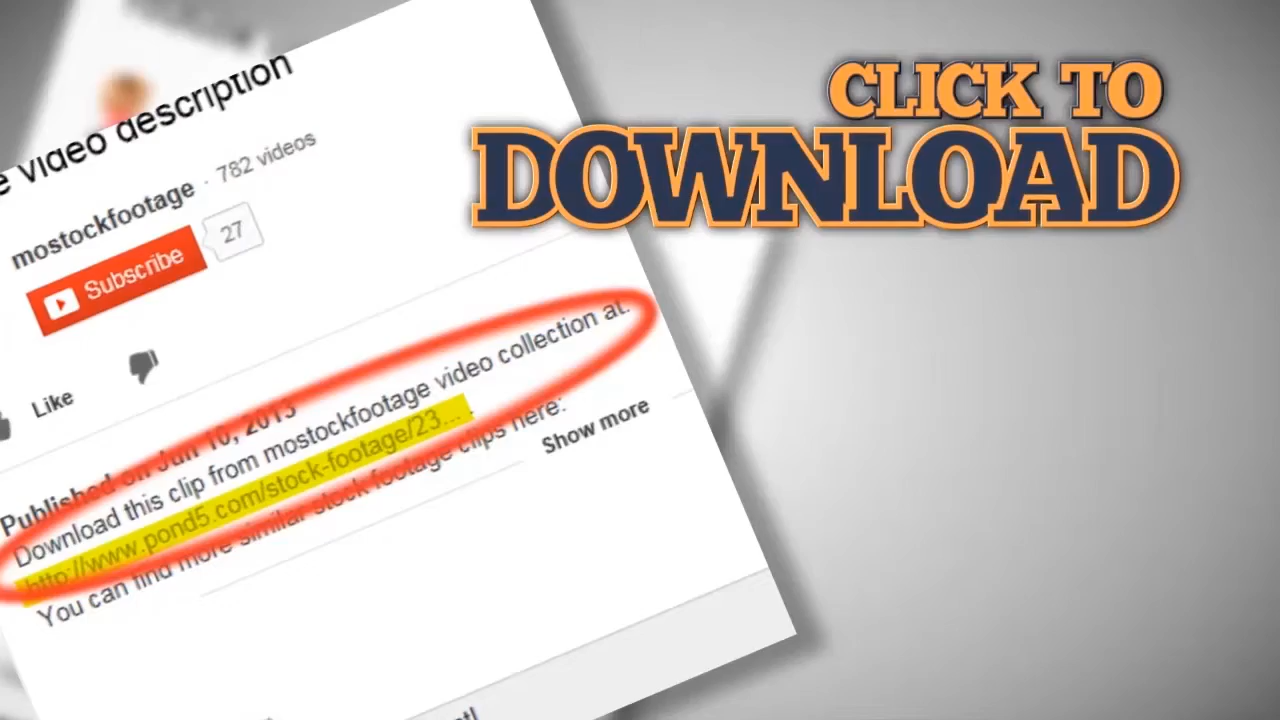 CLICK TO
DOWNLOAD
e video description
mostockfootage · 782 videos
Subscribe 27
Like
Published on Jun 10, 2013
Download this clip from mostockfootage video collection at:
http://www.pond5.com/stock-footage/23... .
You can find more similar stock footage clips here:
Show more